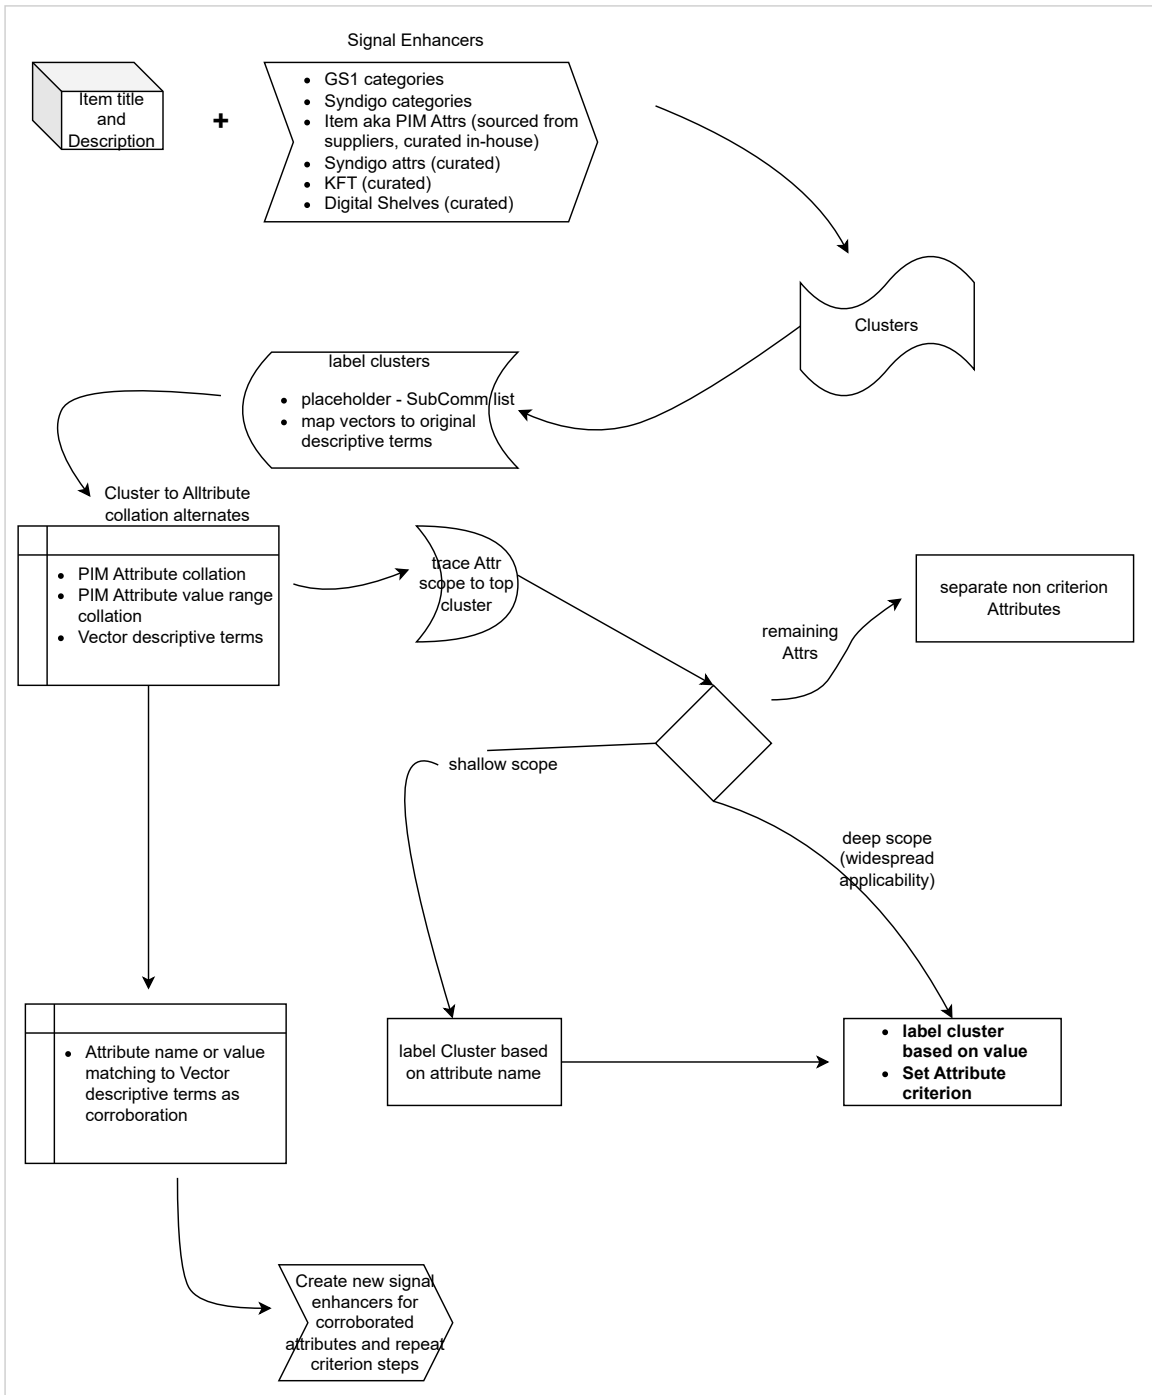 Signal Enhancers
Item title
and
Description
+
• GS1 categories
• Syndigo categories
• Item aka PIM Attrs (sourced from
suppliers, curated in-house)
• Syndigo attrs (curated)
• KFT (curated)
• Digital Shelves (curated)
Clusters
label clusters
• placeholder - SubComm list
• map vectors to original
descriptive terms
Cluster to Alltribute
collation alternates
• PIM Attribute collation
• PIM Attribute value range
collation
• Vector descriptive terms
trace Attr
scope to top
cluster
separate non criterion
Attributes
remaining
Attrs
shallow scope
deep scope
(widespread
applicability)
• Attribute name or value
matching to Vector
descriptive terms as
corroboration
label Cluster based
on attribute name
• label cluster
based on value
• Set Attribute
criterion
Create new signal
enhancers for
corroborated
attributes and repeat
criterion steps